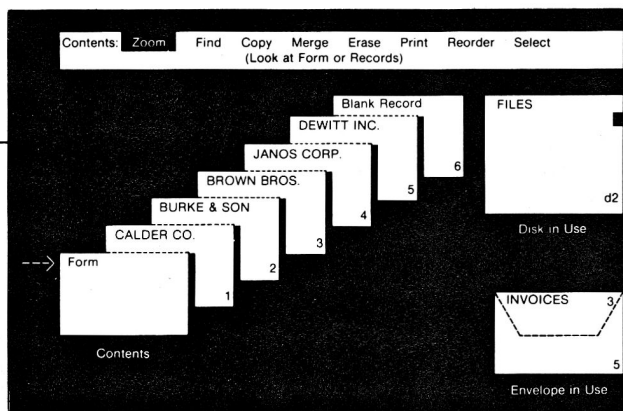 Contents: Zoom Find Copy Merge Erase Print Reorder Select
(Look at Form or Records)
Blank Record
6
DEWITT INC.
5
JANOS CORP.
4
BROWN BROS.
3
BURKE & SON
2
CALDER CO.
1
Form
Contents
FILES
d2
Disk in Use
INVOICES 3
5
Envelope in Use